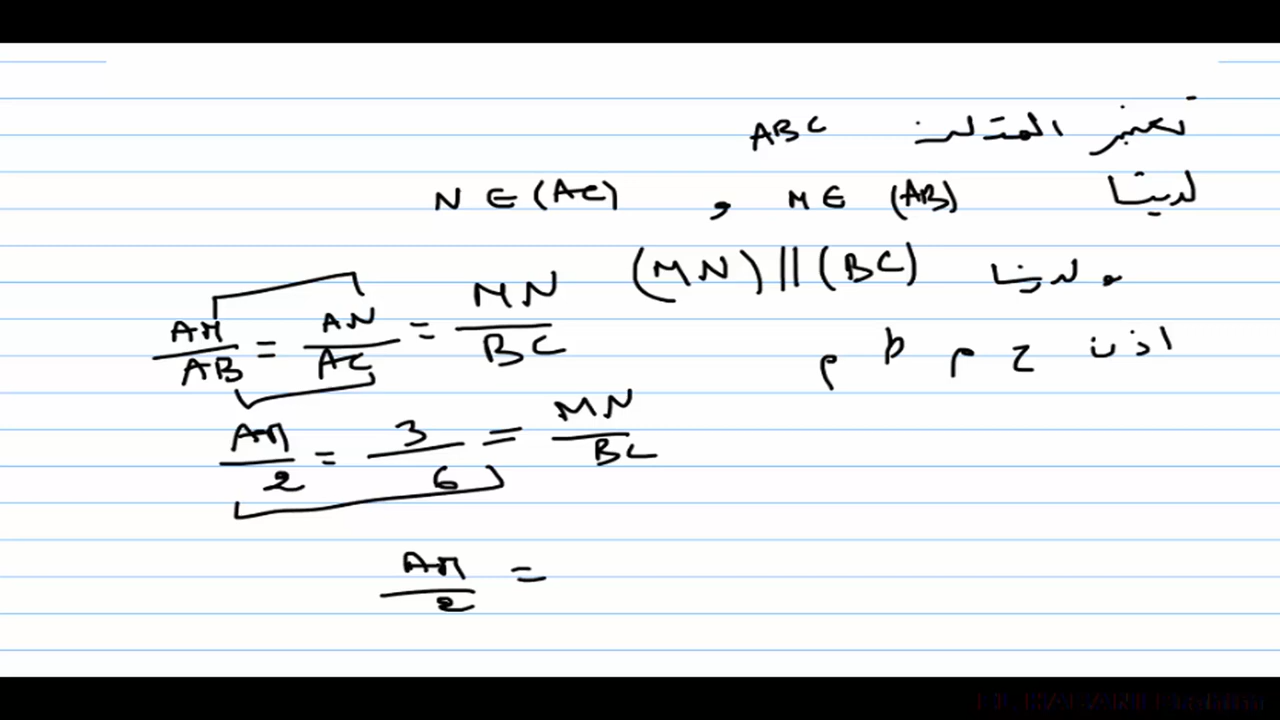 نعتبر المثلث ABC
لدينا M ∈ (AB) و N ∈ (AC)
و لدينا (MN) || (BC)
اذن ح م ط م
AM/AB = AN/AC = MN/BC
AM/2 = 3/6 = MN/BC
AM/2 =